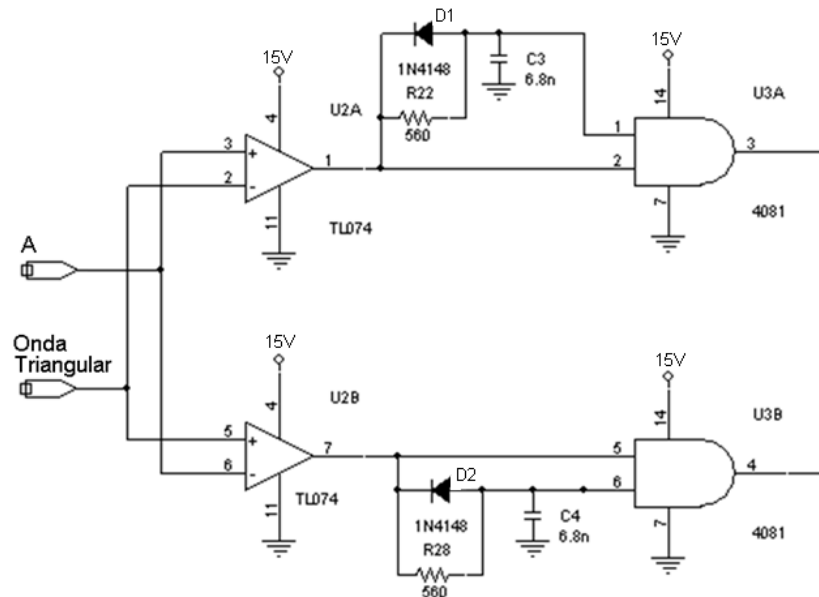 D1
15V
1N4148
C3
6.8n
15V
4
U2A
R22
560
14
U3A
3
+
2
-
1
1
2
3
11
TL074
7
4081
A
Onda
Triangular
15V
15V
4
U2B
14
U3B
5
+
6
-
7
5
6
4
D2
11
TL074
1N4148
R28
560
C4
6.8n
7
4081